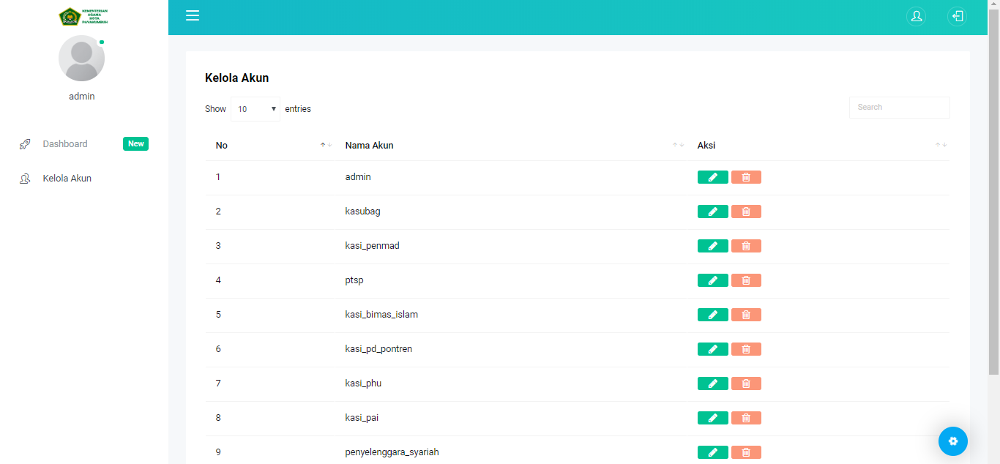 KEMENTERIAN
AGAMA
KOTA
PAYAKUMBUH
admin
Dashboard New
Kelola Akun
Kelola Akun
Show 10 entries
Search
No Nama Akun Aksi
1 admin
2 kasubag
3 kasi_penmad
4 ptsp
5 kasi_bimas_islam
6 kasi_pd_pontren
7 kasi_phu
8 kasi_pai
9 penyelenggara_syariah